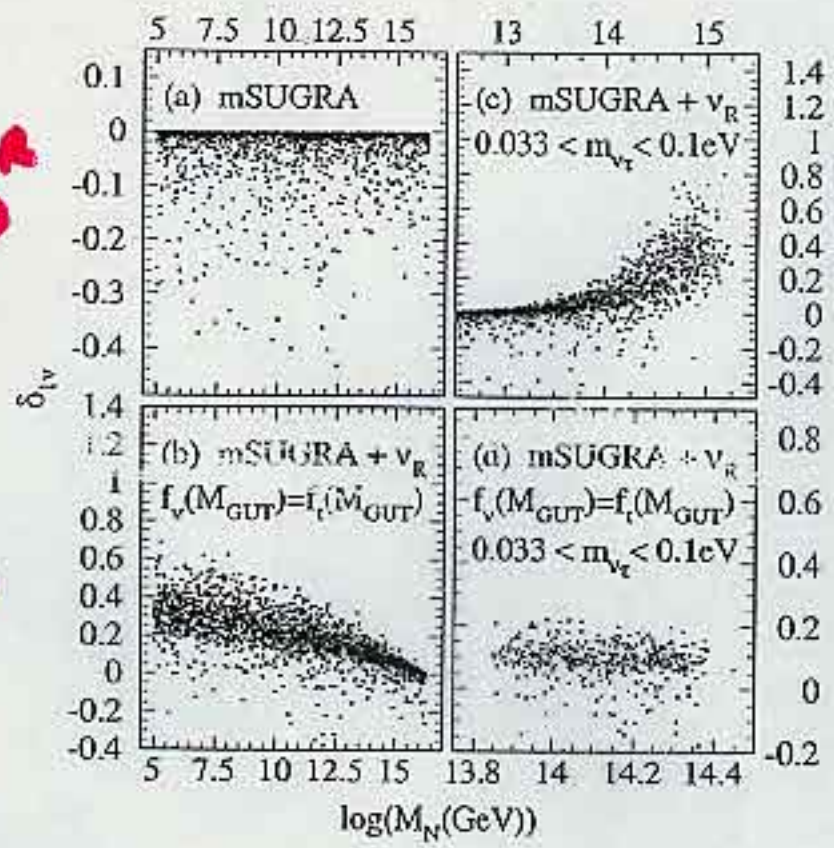 5 7.5 10 12.5 15
13 14 15
(a) mSUGRA
0.1
0
-0.1
-0.2
-0.3
-0.4
(c) mSUGRA + ν_R
0.033 < m_ντ < 0.1eV
1.4
1.2
1
0.8
0.6
0.4
0.2
0
-0.2
-0.4
δ_lν
(b) mSUGRA + ν_R
f_ν(M_GUT)=f_t(M_GUT)
1.4
1.2
1
0.8
0.6
0.4
0.2
0
-0.2
-0.4
(d) mSUGRA + ν_R
f_ν(M_GUT)=f_t(M_GUT)
0.033 < m_ντ < 0.1eV
0.8
0.6
0.4
0.2
0
-0.2
5 7.5 10 12.5 15
13.8 14 14.2 14.4
log(M_N(GeV))